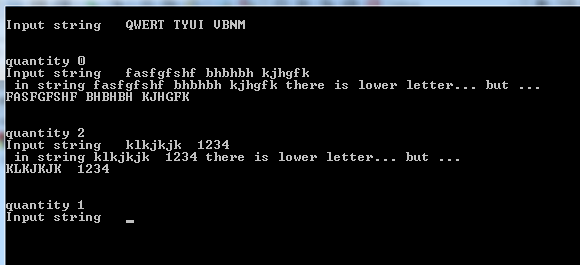 Input string   QWERT TYUI VBNM
quantity 0
Input string   fasfgfshf bhbhbh kjhgfk
 in string fasfgfshf bhbhbh kjhgfk there is lower letter... but ...
FASFGFSHF BHBHBH KJHGFK
quantity 2
Input string   klkjkjk  1234
 in string klkjkjk  1234 there is lower letter... but ...
KLKJKJK  1234
quantity 1
Input string   _